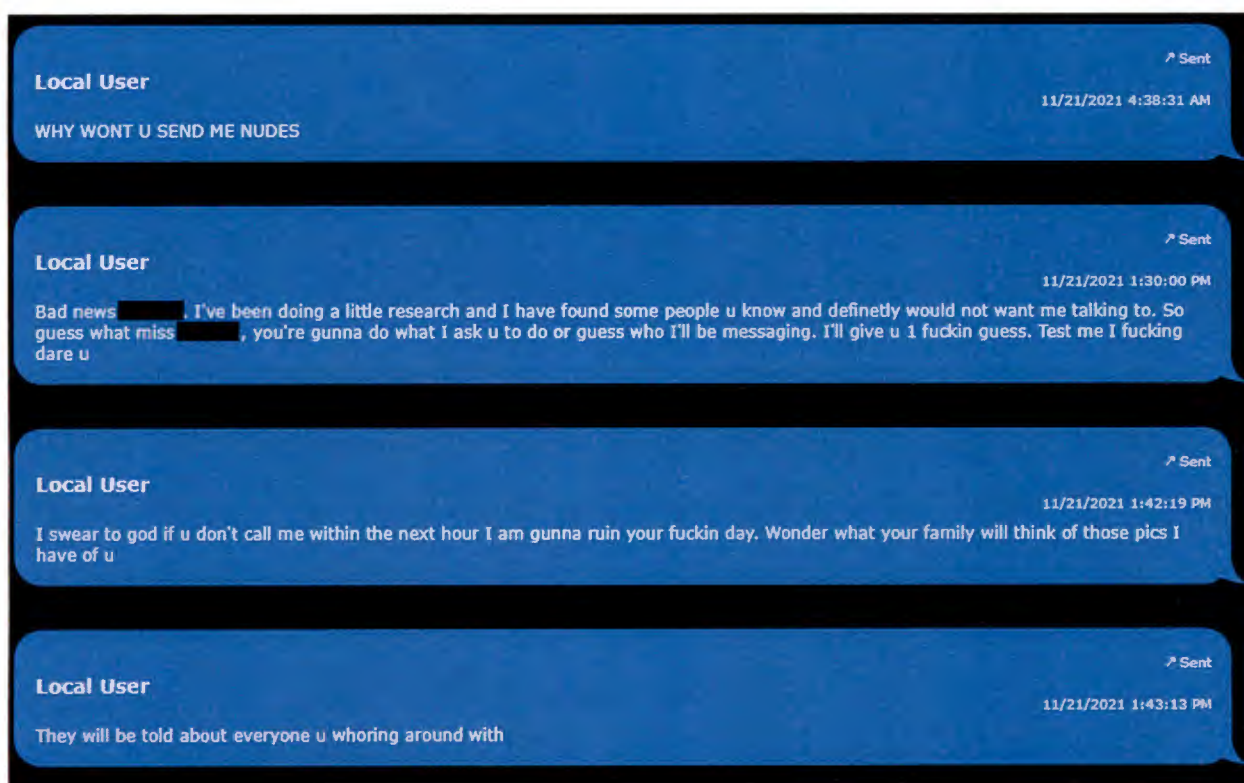 ↗ Sent
Local User
11/21/2021 4:38:31 AM
WHY WONT U SEND ME NUDES
↗ Sent
Local User
11/21/2021 1:30:00 PM
Bad news . I've been doing a little research and I have found some people u know and definetly would not want me talking to. So
guess what miss , you're gunna do what I ask u to do or guess who I'll be messaging. I'll give u 1 fuckin guess. Test me I fucking
dare u
↗ Sent
Local User
11/21/2021 1:42:19 PM
I swear to god if u don't call me within the next hour I am gunna ruin your fuckin day. Wonder what your family will think of those pics I
have of u
↗ Sent
Local User
11/21/2021 1:43:13 PM
They will be told about everyone u whoring around with